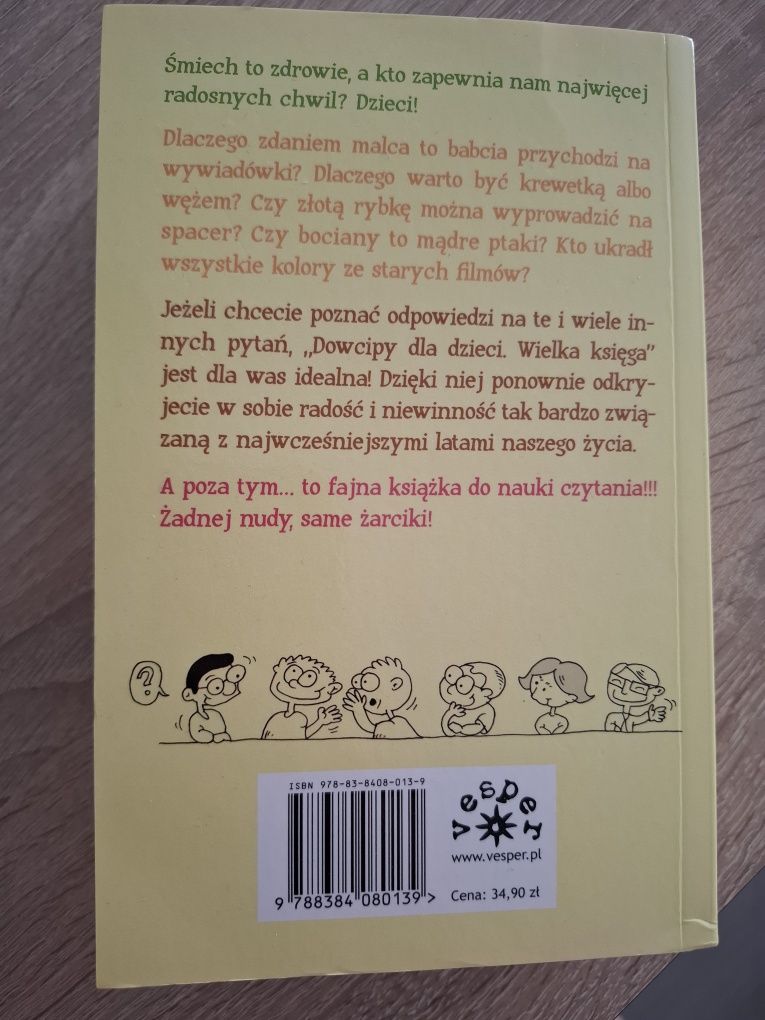 Śmiech to zdrowie, a kto zapewnia nam najwięcej
radosnych chwil? Dzieci!
Dlaczego zdaniem malca to babcia przychodzi na
wywiadówki? Dlaczego warto być krewetką albo
wężem? Czy złotą rybkę można wyprowadzić na
spacer? Czy bociany to mądre ptaki? Kto ukradł
wszystkie kolory ze starych filmów?
Jeżeli chcecie poznać odpowiedzi na te i wiele in-
nych pytań, „Dowcipy dla dzieci. Wielka księga”
jest dla was idealna! Dzięki niej ponownie odkry-
jecie w sobie radość i niewinność tak bardzo zwią-
zaną z najwcześniejszymi latami naszego życia.
A poza tym... to fajna książka do nauki czytania!!!
Żadnej nudy, same żarciki!
?
ISBN 978-83-8408-013-9
9 788384 080139 >
vesper
www.vesper.pl
Cena: 34,90 zł